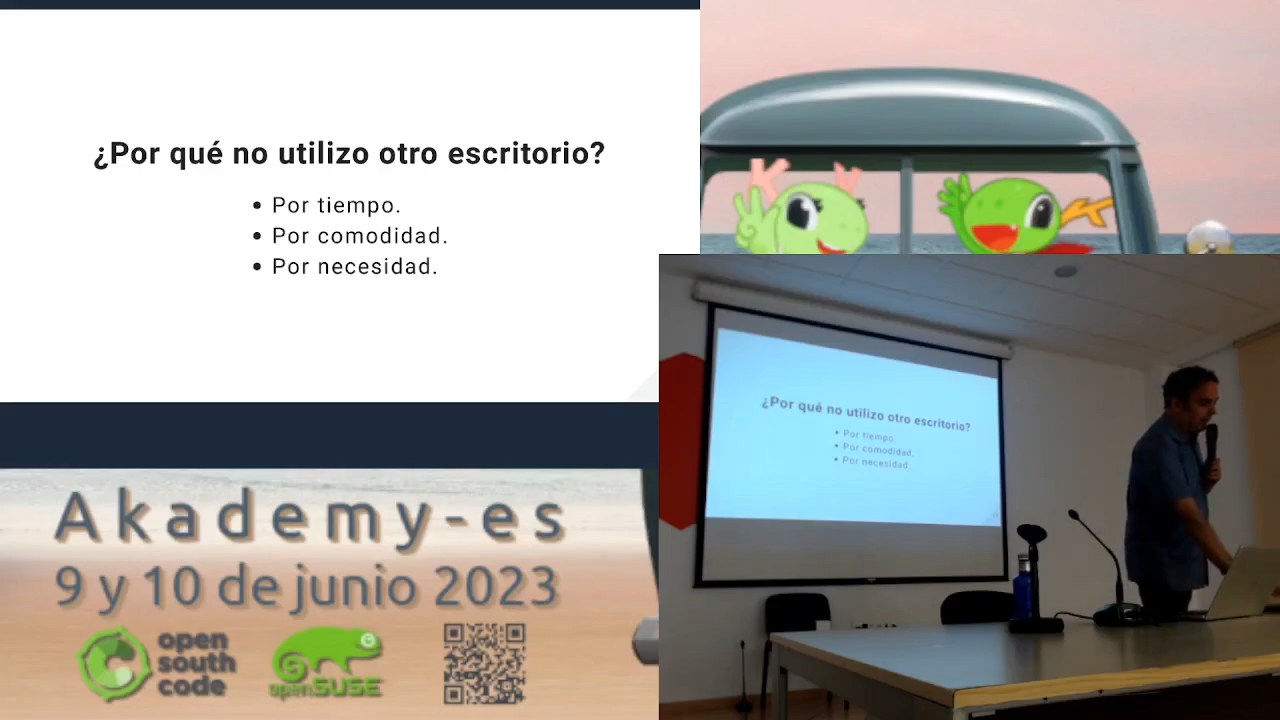 ¿Por qué no utilizo otro escritorio?
Por tiempo.
Por comodidad.
Por necesidad.
¿Por qué no utilizo otro escritorio?
Por tiempo.
Por comodidad.
Por necesidad.
Akademy-es
9 y 10 de junio 2023
open
south
code
openSUSE